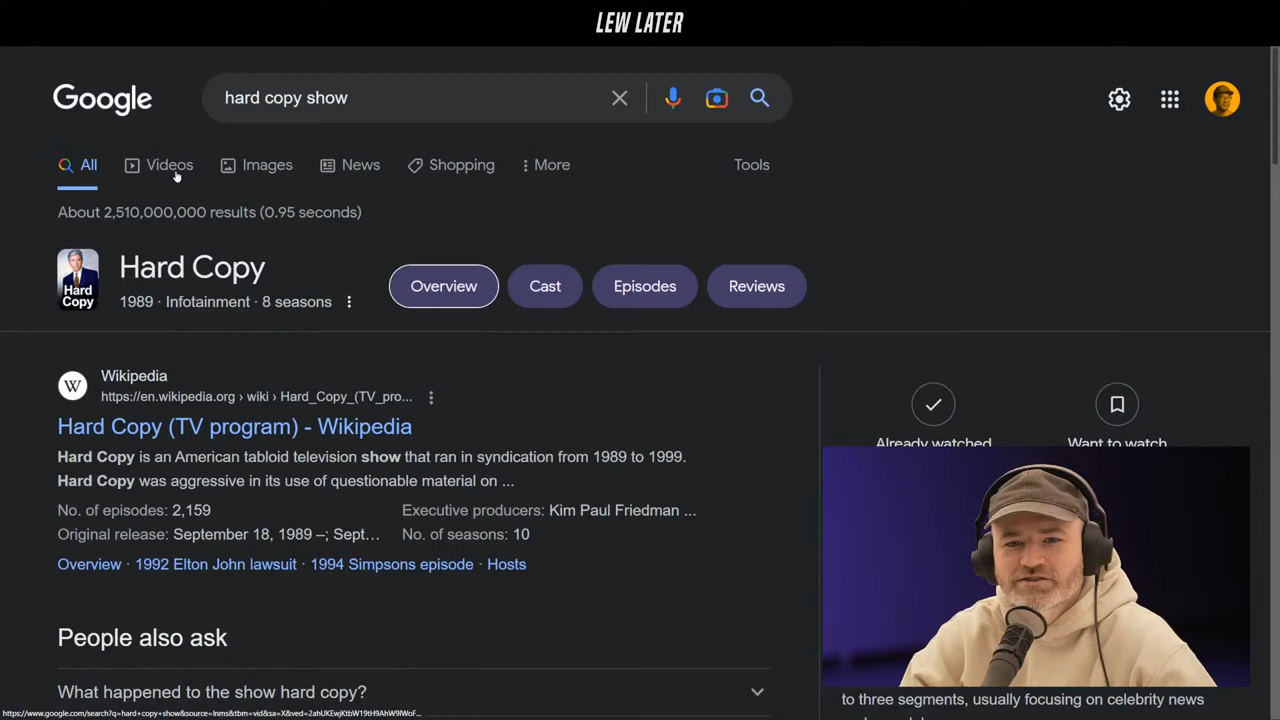 LEW LATER
Google
hard copy show
All
Videos
Images
News
Shopping
More
Tools
About 2,510,000,000 results (0.95 seconds)
Hard Copy
Hard Copy
1989 · Infotainment · 8 seasons
Overview
Cast
Episodes
Reviews
W
Wikipedia
https://en.wikipedia.org › wiki › Hard_Copy_(TV_pro...
Hard Copy (TV program) - Wikipedia
Hard Copy is an American tabloid television show that ran in syndication from 1989 to 1999.
Hard Copy was aggressive in its use of questionable material on ...
No. of episodes: 2,159
Executive producers: Kim Paul Friedman ...
Original release: September 18, 1989 –; Sept...
No. of seasons: 10
Overview · 1992 Elton John lawsuit · 1994 Simpsons episode · Hosts
Already watched
Want to watch
People also ask
What happened to the show hard copy?
to three segments, usually focusing on celebrity news